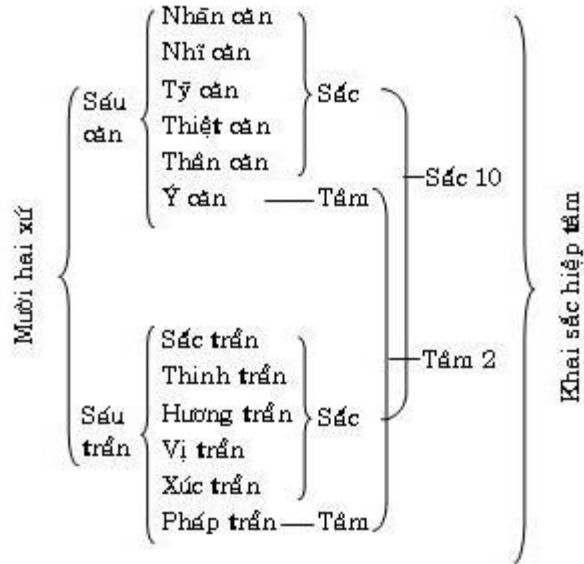 Mười hai xứ
Sáu căn
Nhãn căn
Nhĩ căn
Tỹ căn
Thiệt căn
Thân căn
Ý căn
Sắc
Tâm
Sáu trần
Sắc trần
Thinh trần
Hương trần
Vị trần
Xúc trần
Pháp trần
Sắc
Tâm
Sắc 10
Tâm 2
Khai sắc hiệp tâm